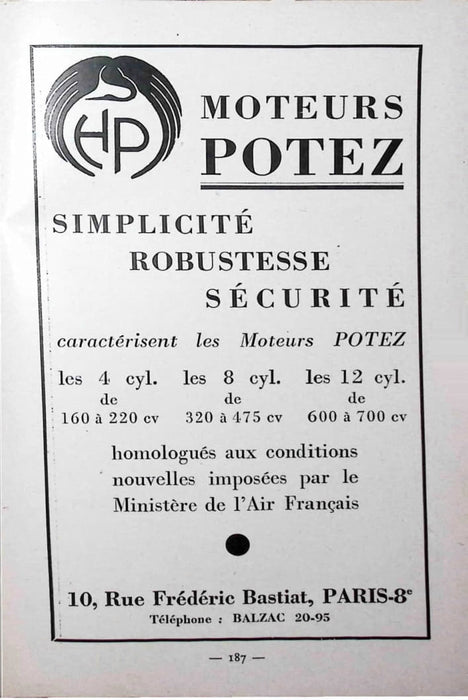 HP
MOTEURS
POTEZ
SIMPLICITÉ
ROBUSTESSE
SÉCURITÉ
caractérisent les Moteurs POTEZ
les 4 cyl. les 8 cyl. les 12 cyl.
de de de
160 à 220 cv 320 à 475 cv 600 à 700 cv
homologués aux conditions
nouvelles imposées par le
Ministère de l'Air Français
10, Rue Frédéric Bastiat, PARIS-8e
Téléphone : BALZAC 20-95
— 187 —